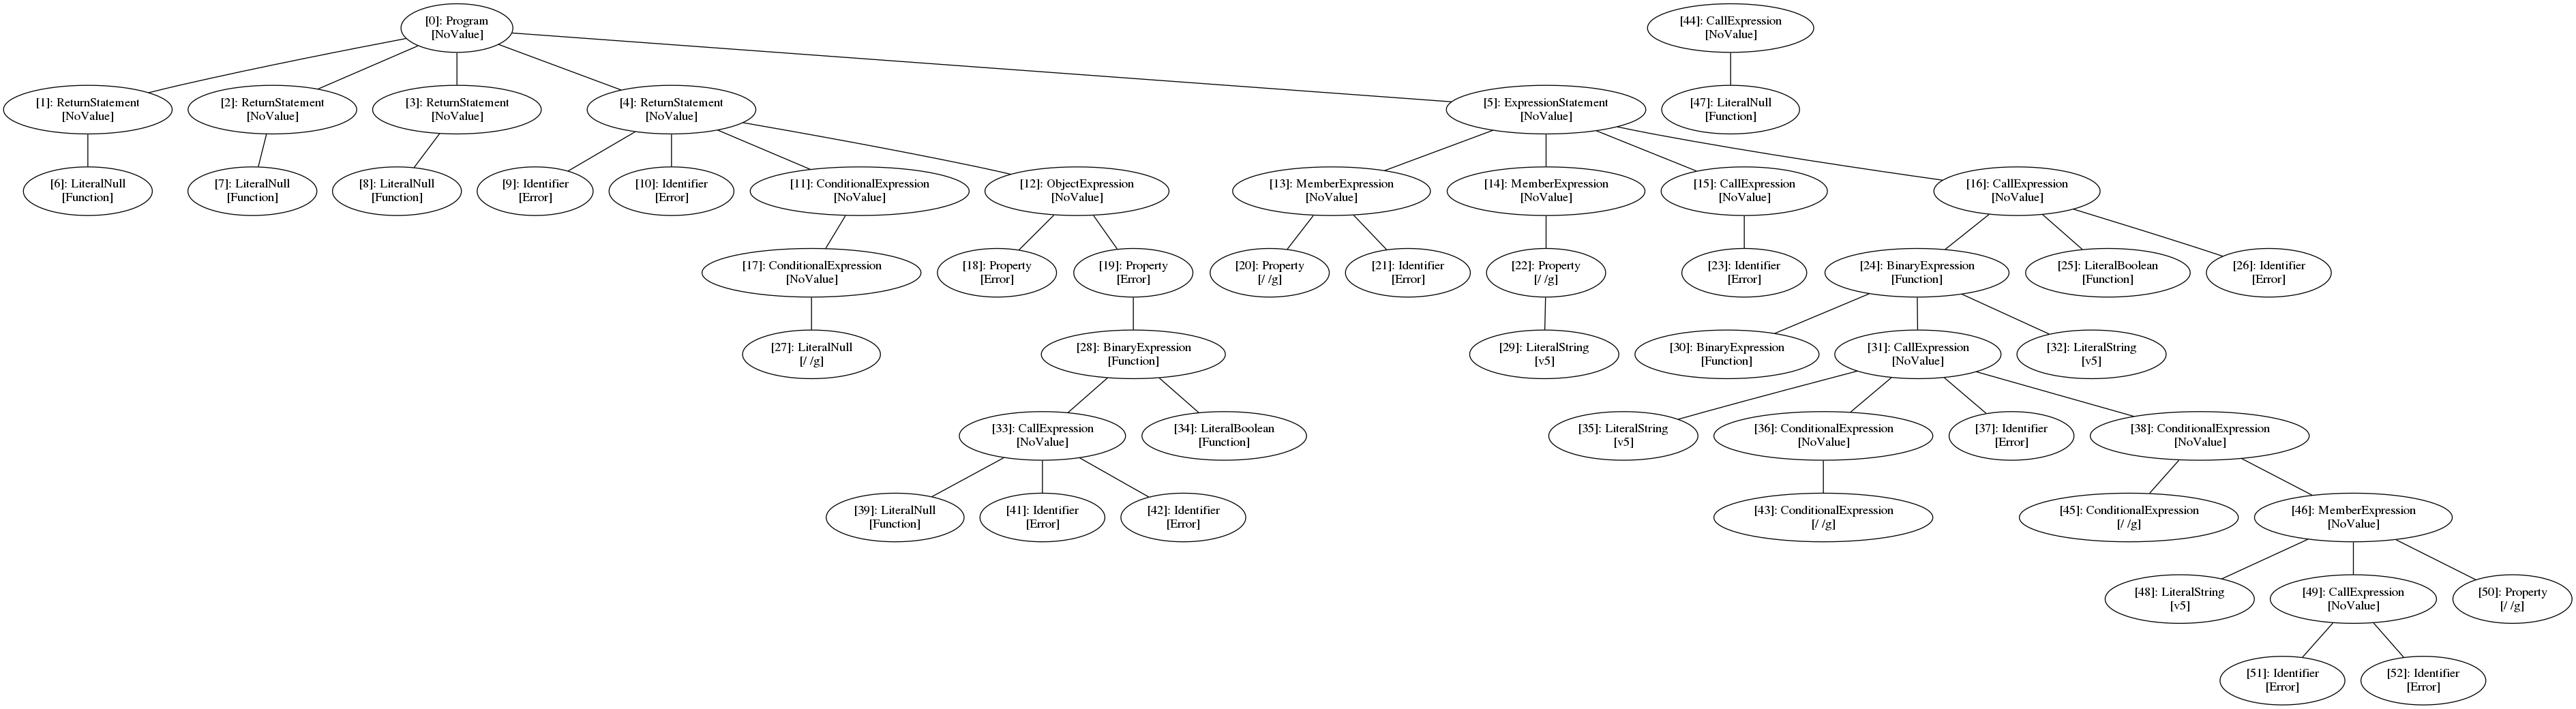 [0]: Program
[NoValue]
[44]: CallExpression
[NoValue]
[1]: ReturnStatement
[NoValue]
[2]: ReturnStatement
[NoValue]
[3]: ReturnStatement
[NoValue]
[4]: ReturnStatement
[NoValue]
[5]: ExpressionStatement
[NoValue]
[47]: LiteralNull
[Function]
[6]: LiteralNull
[Function]
[7]: LiteralNull
[Function]
[8]: LiteralNull
[Function]
[9]: Identifier
[Error]
[10]: Identifier
[Error]
[11]: ConditionalExpression
[NoValue]
[12]: ObjectExpression
[NoValue]
[13]: MemberExpression
[NoValue]
[14]: MemberExpression
[NoValue]
[15]: CallExpression
[NoValue]
[16]: CallExpression
[NoValue]
[17]: ConditionalExpression
[NoValue]
[18]: Property
[Error]
[19]: Property
[Error]
[20]: Property
[/ /g]
[21]: Identifier
[Error]
[22]: Property
[/ /g]
[23]: Identifier
[Error]
[24]: BinaryExpression
[Function]
[25]: LiteralBoolean
[Function]
[26]: Identifier
[Error]
[27]: LiteralNull
[/ /g]
[28]: BinaryExpression
[Function]
[29]: LiteralString
[v5]
[30]: BinaryExpression
[Function]
[31]: CallExpression
[NoValue]
[32]: LiteralString
[v5]
[33]: CallExpression
[NoValue]
[34]: LiteralBoolean
[Function]
[35]: LiteralString
[v5]
[36]: ConditionalExpression
[NoValue]
[37]: Identifier
[Error]
[38]: ConditionalExpression
[NoValue]
[39]: LiteralNull
[Function]
[41]: Identifier
[Error]
[42]: Identifier
[Error]
[43]: ConditionalExpression
[/ /g]
[45]: ConditionalExpression
[/ /g]
[46]: MemberExpression
[NoValue]
[48]: LiteralString
[v5]
[49]: CallExpression
[NoValue]
[50]: Property
[/ /g]
[51]: Identifier
[Error]
[52]: Identifier
[Error]